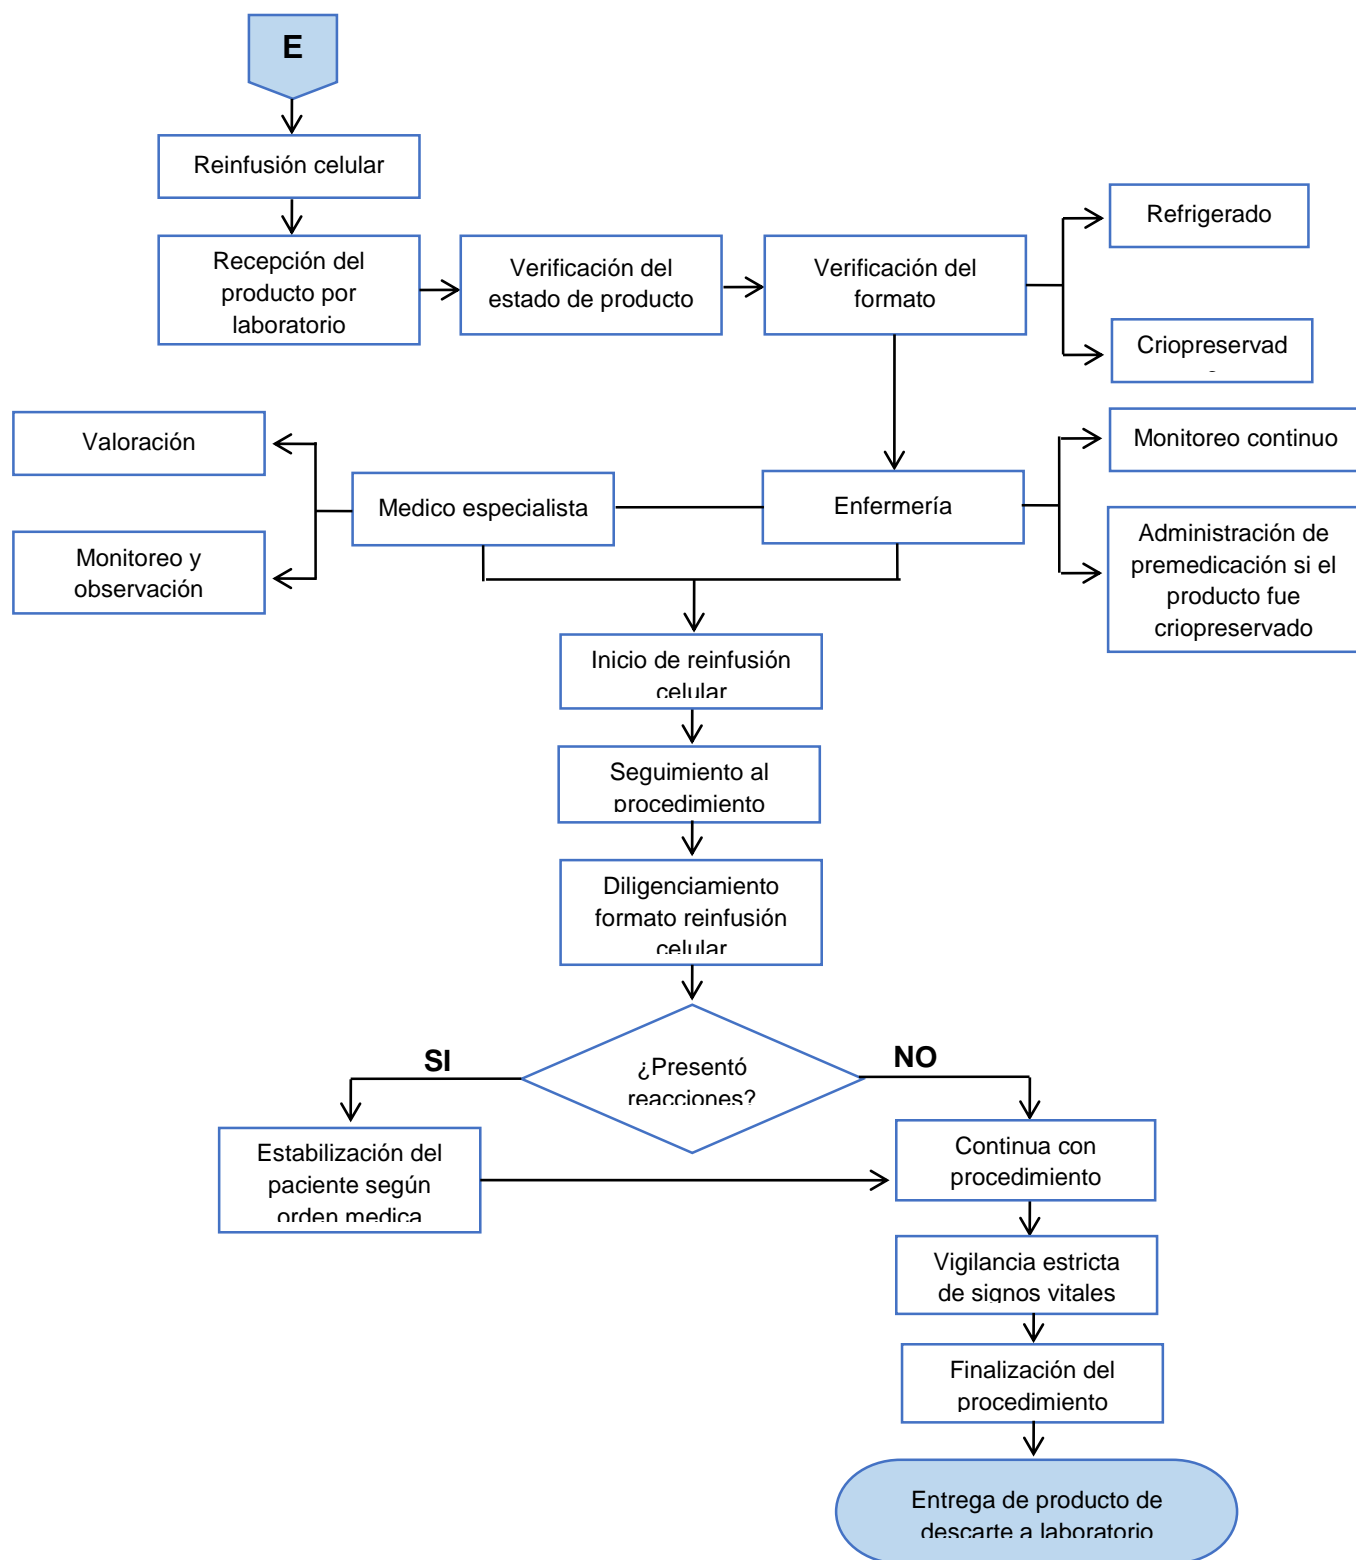 E
Reinfusión celular
Recepción del
producto por
laboratorio
Verificación del
estado de producto
Verificación del
formato
Refrigerado
Criopreservad
Valoración
Monitoreo y
observación
Medico especialista
Enfermería
Monitoreo continuo
Administración de
premedicación si el
producto fue
criopreservado
Inicio de reinfusión
celular
Seguimiento al
procedimiento
Diligenciamiento
formato reinfusión
celular
¿Presentó
reacciones?
SI
NO
Estabilización del
paciente según
orden medica
Continua con
procedimiento
Vigilancia estricta
de signos vitales
Finalización del
procedimiento
Entrega de producto de
descarte a laboratorio